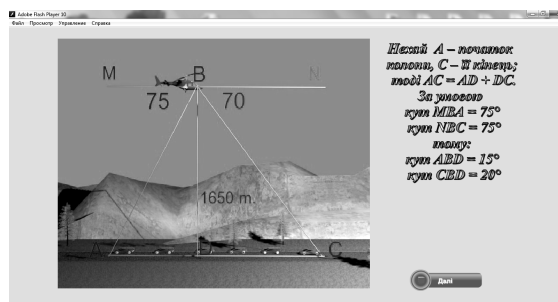 Adobe Flash Player 10
Файл Просмотр Управление Справка
M B N
75 70
1650 m.
A D C
Нехай А – початок
колони, С – її кінець;
тоді AC = AD + DC.
За умовою
кут MBA = 75°
кут NBC = 75°
тому:
кут ABD = 15°
кут CBD = 20°
Далі